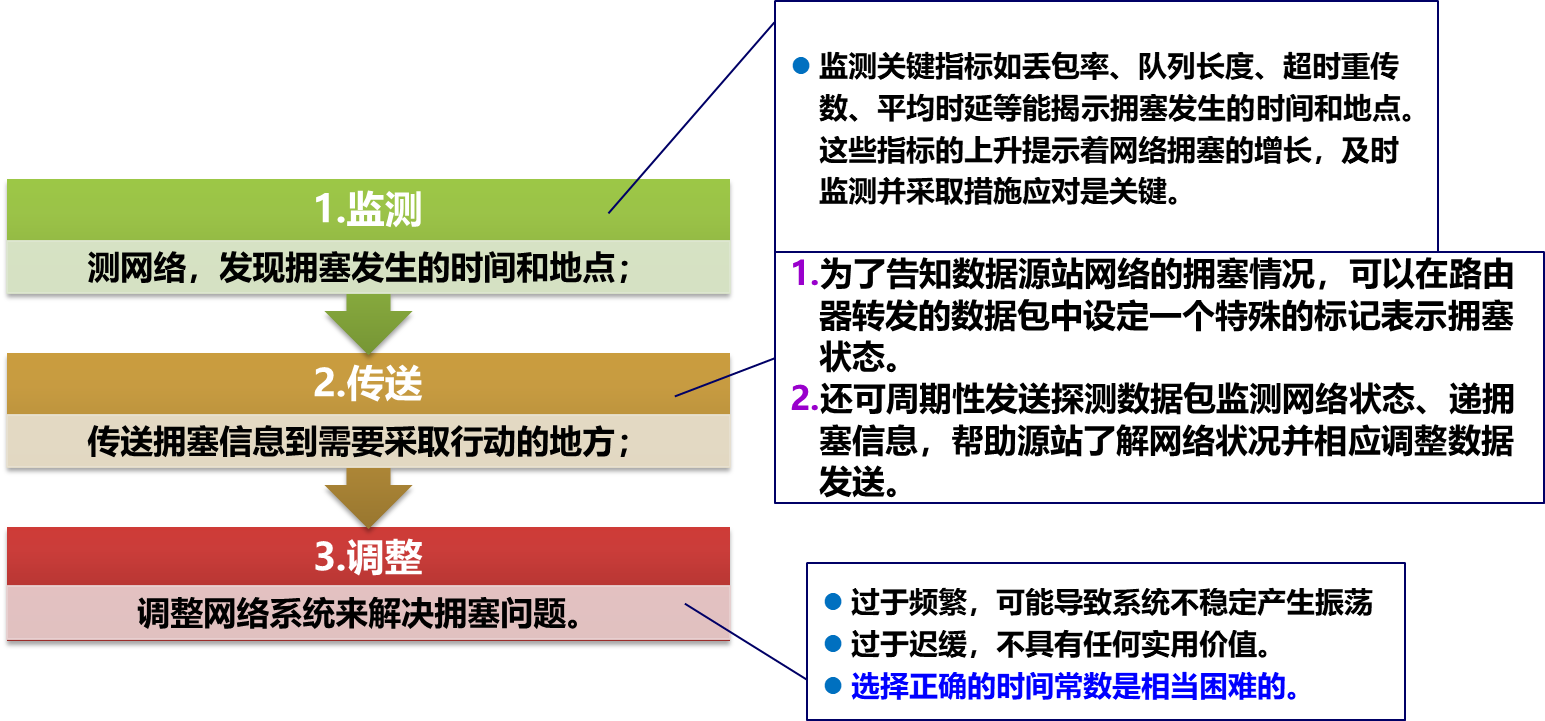 1.监测
测网络，发现拥塞发生的时间和地点；
2.传送
传送拥塞信息到需要采取行动的地方；
3.调整
调整网络系统来解决拥塞问题。
● 监测关键指标如丢包率、队列长度、超时重传
数、平均时延等能揭示拥塞发生的时间和地点。
这些指标的上升提示着网络拥塞的增长，及时
监测并采取措施应对是关键。
1.为了告知数据源站网络的拥塞情况，可以在路由
器转发的数据包中设定一个特殊的标记表示拥塞
状态。
2.还可周期性发送探测数据包监测网络状态、递拥
塞信息，帮助源站了解网络状况并相应调整数据
发送。
● 过于频繁，可能导致系统不稳定产生振荡
● 过于迟缓，不具有任何实用价值。
● 选择正确的时间常数是相当困难的。